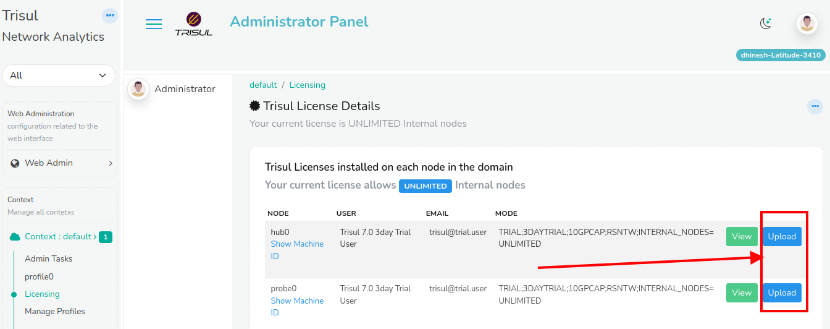 Trisul
Network Analytics
All
Web Administration
configuration related to the
web interface
Web Admin
Context
Manage all contetxs
Context : default
1
Admin Tasks
profile0
Licensing
Manage Profiles
TRISUL
Administrator Panel
dhinesh-Latitude-3410
Administrator
default / Licensing
Trisul License Details
Your current license is UNLIMITED Internal nodes
Trisul Licenses installed on each node in the domain
Your current license allows UNLIMITED Internal nodes
NODE USER EMAIL MODE
hub0 Trisul 7.0 3day Trial trisul@trial.user TRIAL;3DAYTRIAL;10GPCAP;RSNTW;INTERNAL_NODES= View Upload
Show Machine User UNLIMITED
ID
probe0 Trisul 7.0 3day Trial trisul@trial.user TRIAL;3DAYTRIAL;10GPCAP;RSNTW;INTERNAL_NODES= View Upload
Show Machine User UNLIMITED
ID